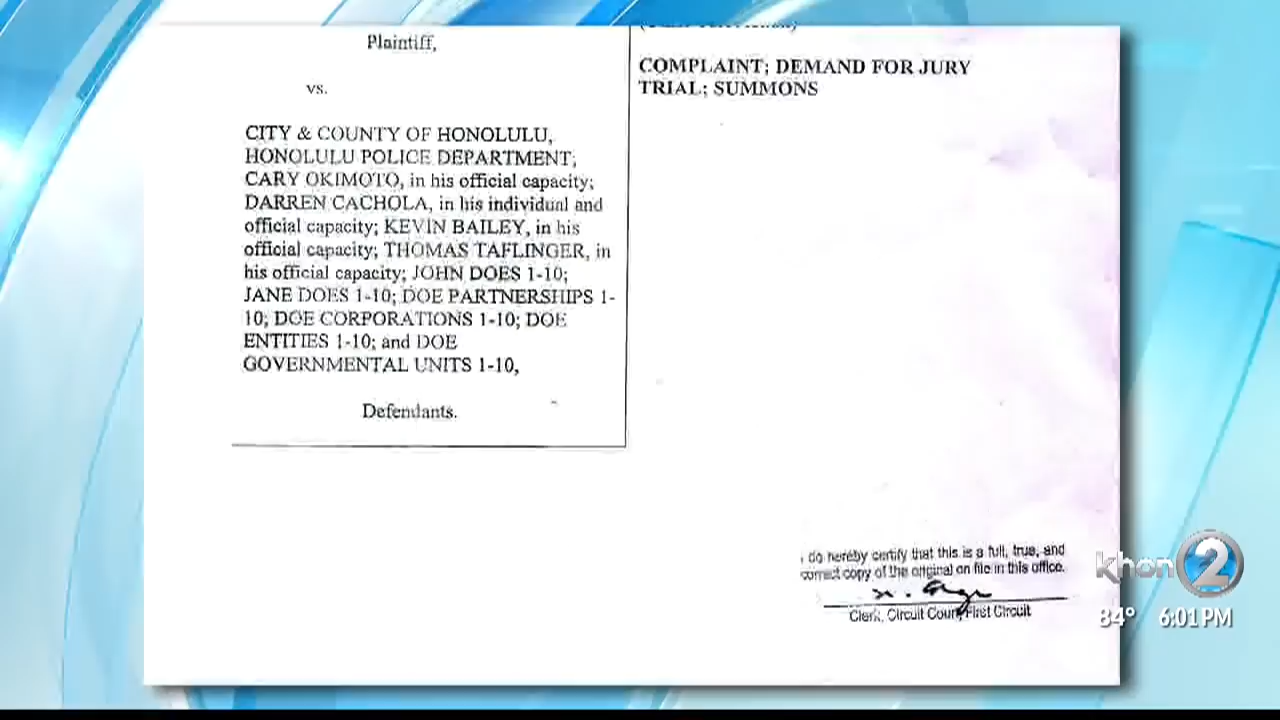 Plaintiff,
vs.
CITY & COUNTY OF HONOLULU,
HONOLULU POLICE DEPARTMENT;
CARY OKIMOTO, in his official capacity;
DARREN CACHOLA, in his individual and
official capacity; KEVIN BAILEY, in his
official capacity; THOMAS TAFLINGER, in
his official capacity; JOHN DOES 1-10;
JANE DOES 1-10; DOE PARTNERSHIPS 1-
10; DOE CORPORATIONS 1-10; DOE
ENTITIES 1-10; and DOE
GOVERNMENTAL UNITS 1-10,
Defendants.
COMPLAINT; DEMAND FOR JURY
TRIAL; SUMMONS
I do hereby certify that this is a full, true, and
correct copy of the original on file in this office.
Clerk, Circuit Court, First Circuit
khon 2
84° 6:01 PM